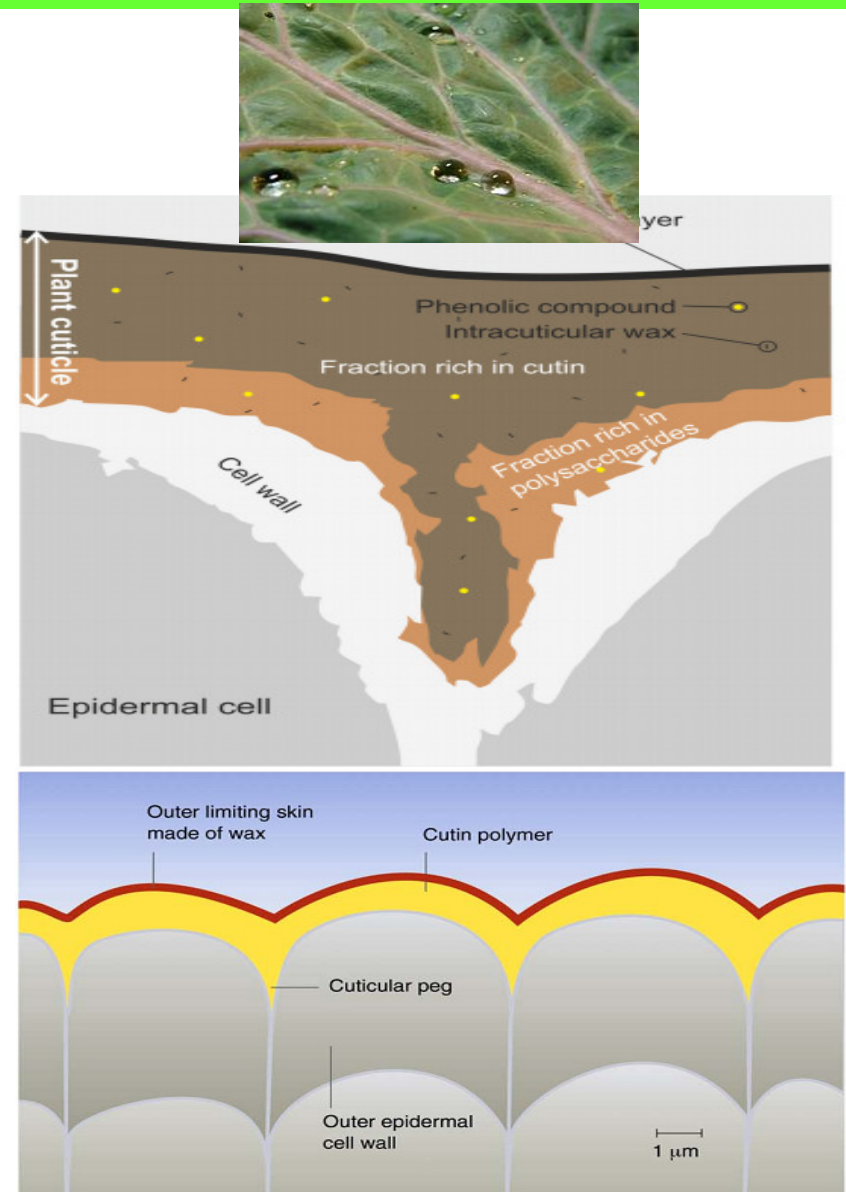 yer
Plant cuticle
Phenolic compound
Intracuticular wax
Fraction rich in cutin
Fraction rich in
polysaccharides
Cell wall
Epidermal cell
Outer limiting skin
made of wax
Cutin polymer
Cuticular peg
Outer epidermal
cell wall
1 μm